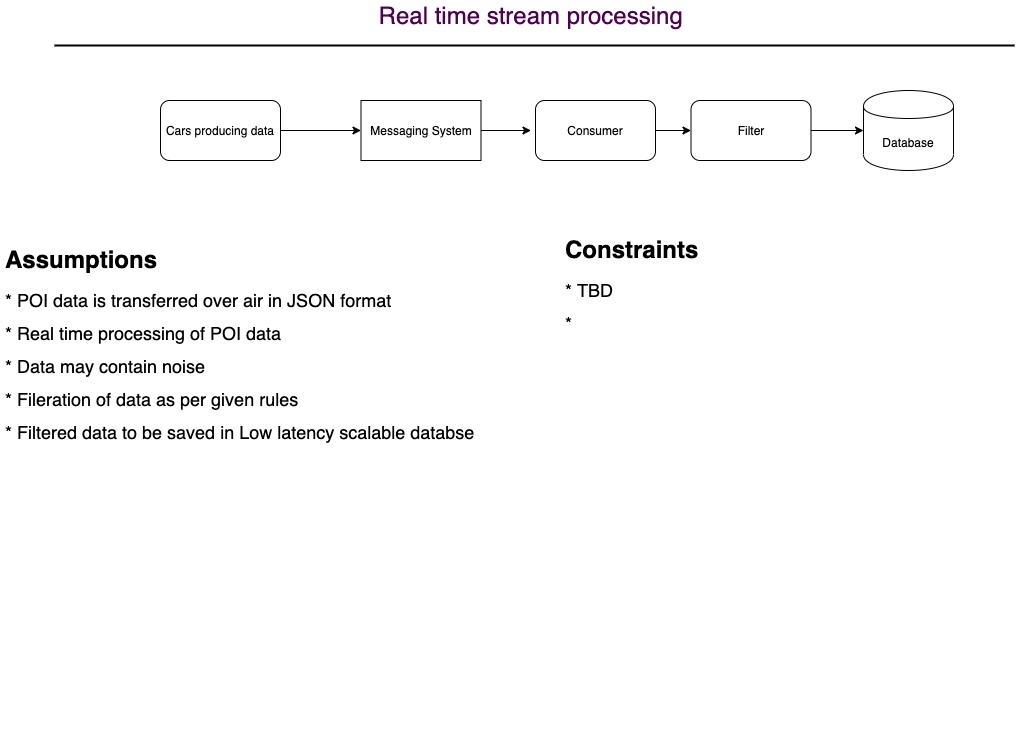 Real time stream processing
Cars producing data
Messaging System
Consumer
Filter
Database
Assumptions
* POI data is transferred over air in JSON format
* Real time processing of POI data
* Data may contain noise
* Fileration of data as per given rules
* Filtered data to be saved in Low latency scalable databse
Constraints
* TBD
*